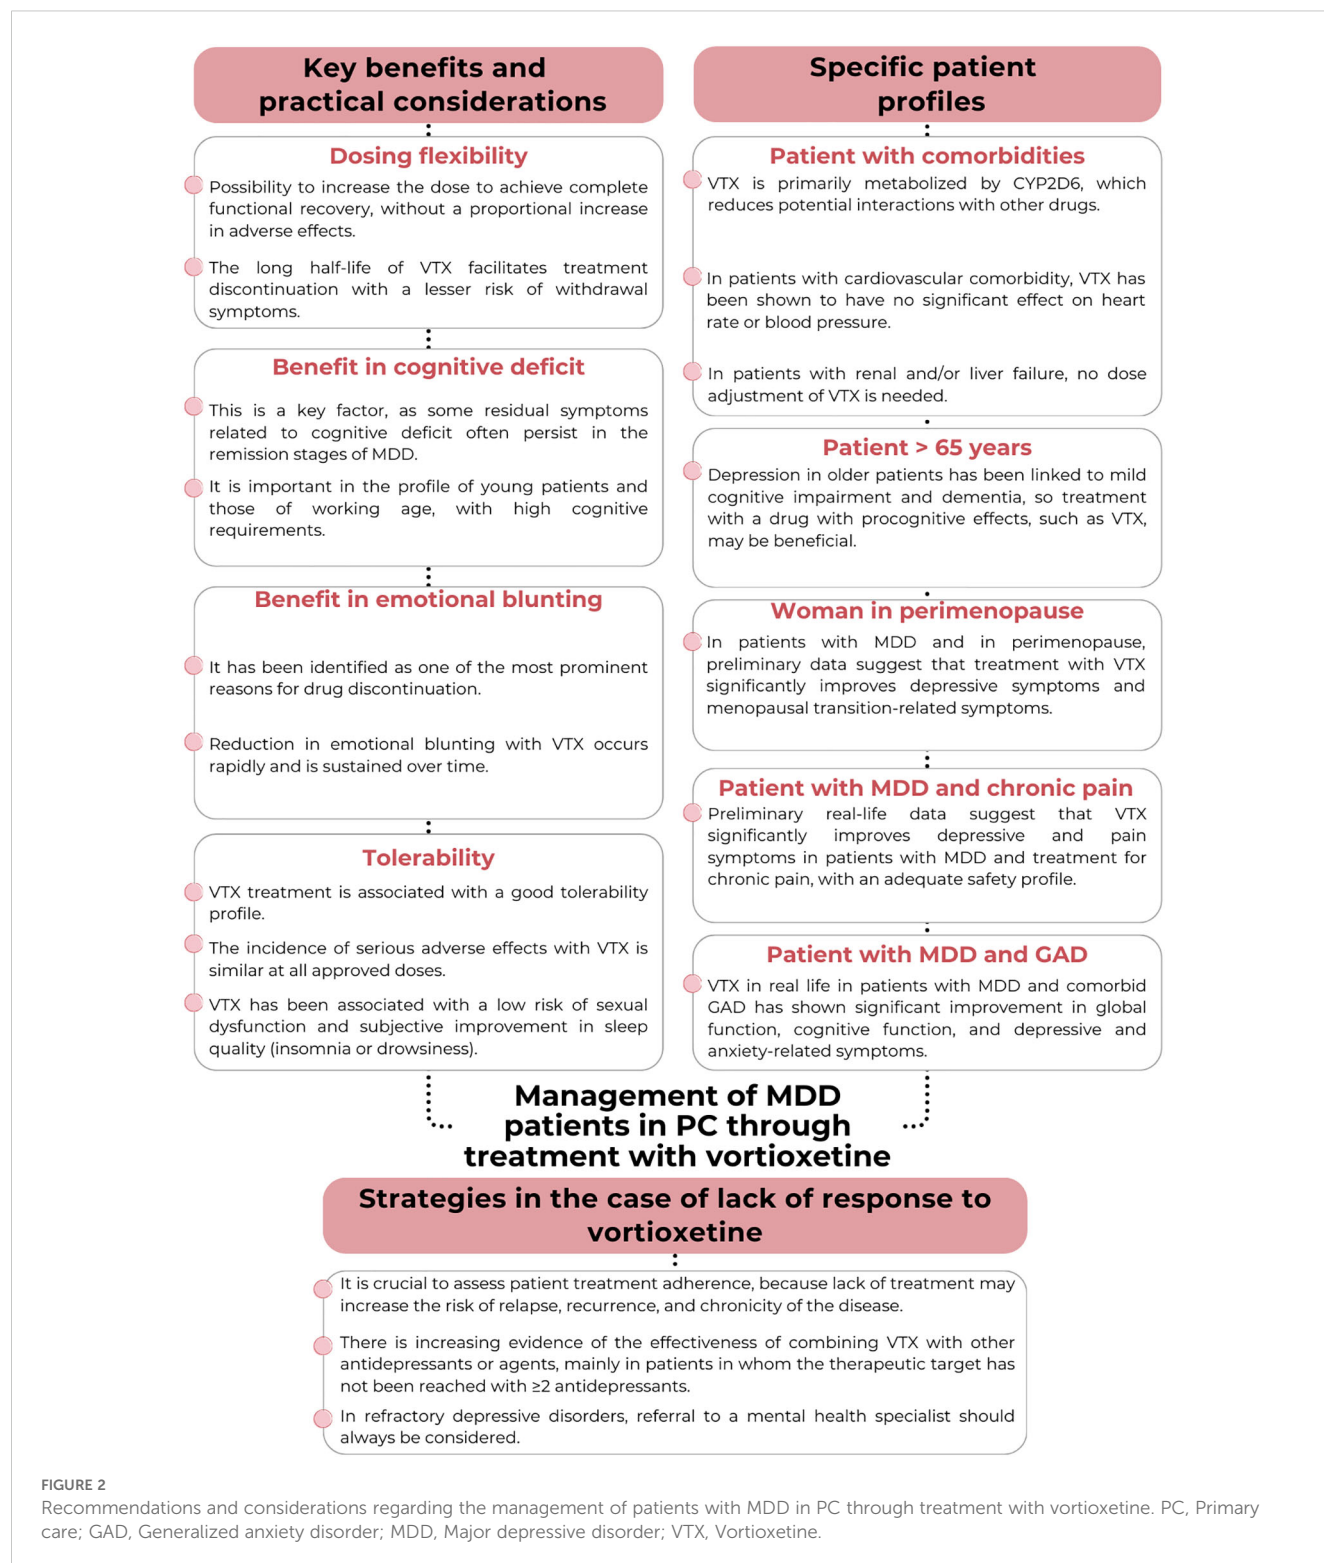 Key benefits and
practical considerations
Dosing flexibility
Possibility to increase the dose to achieve complete
functional recovery, without a proportional increase
in adverse effects.
The long half-life of VTX facilitates treatment
discontinuation with a lesser risk of withdrawal
symptoms.
Benefit in cognitive deficit
This is a key factor, as some residual symptoms
related to cognitive deficit often persist in the
remission stages of MDD.
It is important in the profile of young patients and
those of working age, with high cognitive
requirements.
Benefit in emotional blunting
It has been identified as one of the most prominent
reasons for drug discontinuation.
Reduction in emotional blunting with VTX occurs
rapidly and is sustained over time.
Tolerability
VTX treatment is associated with a good tolerability
profile.
The incidence of serious adverse effects with VTX is
similar at all approved doses.
VTX has been associated with a low risk of sexual
dysfunction and subjective improvement in sleep
quality (insomnia or drowsiness).
Specific patient
profiles
Patient with comorbidities
VTX is primarily metabolized by CYP2D6, which
reduces potential interactions with other drugs.
In patients with cardiovascular comorbidity, VTX has
been shown to have no significant effect on heart
rate or blood pressure.
In patients with renal and/or liver failure, no dose
adjustment of VTX is needed.
Patient > 65 years
Depression in older patients has been linked to mild
cognitive impairment and dementia, so treatment
with a drug with procognitive effects, such as VTX,
may be beneficial.
Woman in perimenopause
In patients with MDD and in perimenopause,
preliminary data suggest that treatment with VTX
significantly improves depressive symptoms and
menopausal transition-related symptoms.
Patient with MDD and chronic pain
Preliminary real-life data suggest that VTX
significantly improves depressive and pain
symptoms in patients with MDD and treatment for
chronic pain, with an adequate safety profile.
Patient with MDD and GAD
VTX in real life in patients with MDD and comorbid
GAD has shown significant improvement in global
function, cognitive function, and depressive and
anxiety-related symptoms.
Management of MDD
patients in PC through
treatment with vortioxetine
Strategies in the case of lack of response to
vortioxetine
It is crucial to assess patient treatment adherence, because lack of treatment may
increase the risk of relapse, recurrence, and chronicity of the disease.
There is increasing evidence of the effectiveness of combining VTX with other
antidepressants or agents, mainly in patients in whom the therapeutic target has
not been reached with ≥2 antidepressants.
In refractory depressive disorders, referral to a mental health specialist should
always be considered.
FIGURE 2
Recommendations and considerations regarding the management of patients with MDD in PC through treatment with vortioxetine. PC, Primary
care; GAD, Generalized anxiety disorder; MDD, Major depressive disorder; VTX, Vortioxetine.